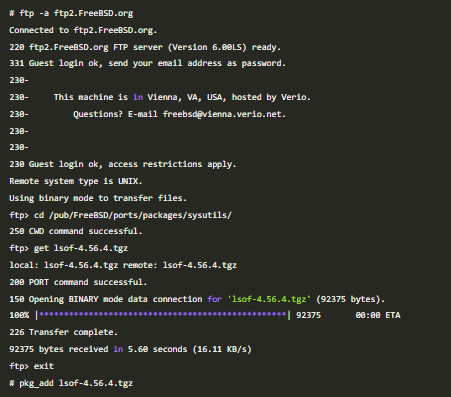 # ftp -a ftp2.FreeBSD.org
Connected to ftp2.FreeBSD.org.
220 ftp2.FreeBSD.org FTP server (Version 6.00LS) ready.
331 Guest login ok, send your email address as password.
230-
230-     This machine is in Vienna, VA, USA, hosted by Verio.
230-         Questions? E-mail freebsd@vienna.verio.net.
230-
230-
230 Guest login ok, access restrictions apply.
Remote system type is UNIX.
Using binary mode to transfer files.
ftp> cd /pub/FreeBSD/ports/packages/sysutils/
250 CWD command successful.
ftp> get lsof-4.56.4.tgz
local: lsof-4.56.4.tgz remote: lsof-4.56.4.tgz
200 PORT command successful.
150 Opening BINARY mode data connection for 'lsof-4.56.4.tgz' (92375 bytes).
100% |**************************************************| 92375       00:00 ETA
226 Transfer complete.
92375 bytes received in 5.60 seconds (16.11 KB/s)
ftp> exit
# pkg_add lsof-4.56.4.tgz